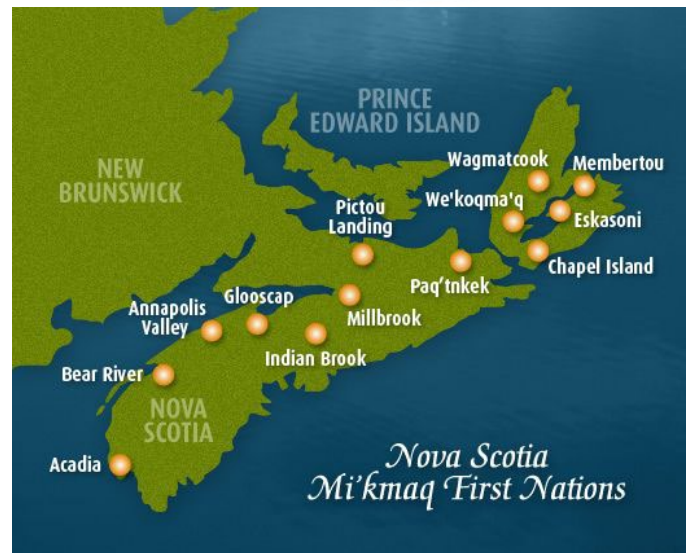 PRINCE
EDWARD ISLAND
NEW
BRUNSWICK
Wagmatcook
Membertou
We'koqma'q
Eskasoni
Pictou
Landing
Chapel Island
Paq'tnkek
Glooscap
Annapolis
Valley
Millbrook
Indian Brook
Bear River
NOVA
SCOTIA
Acadia
Nova Scotia
Mi'kmaq First Nations